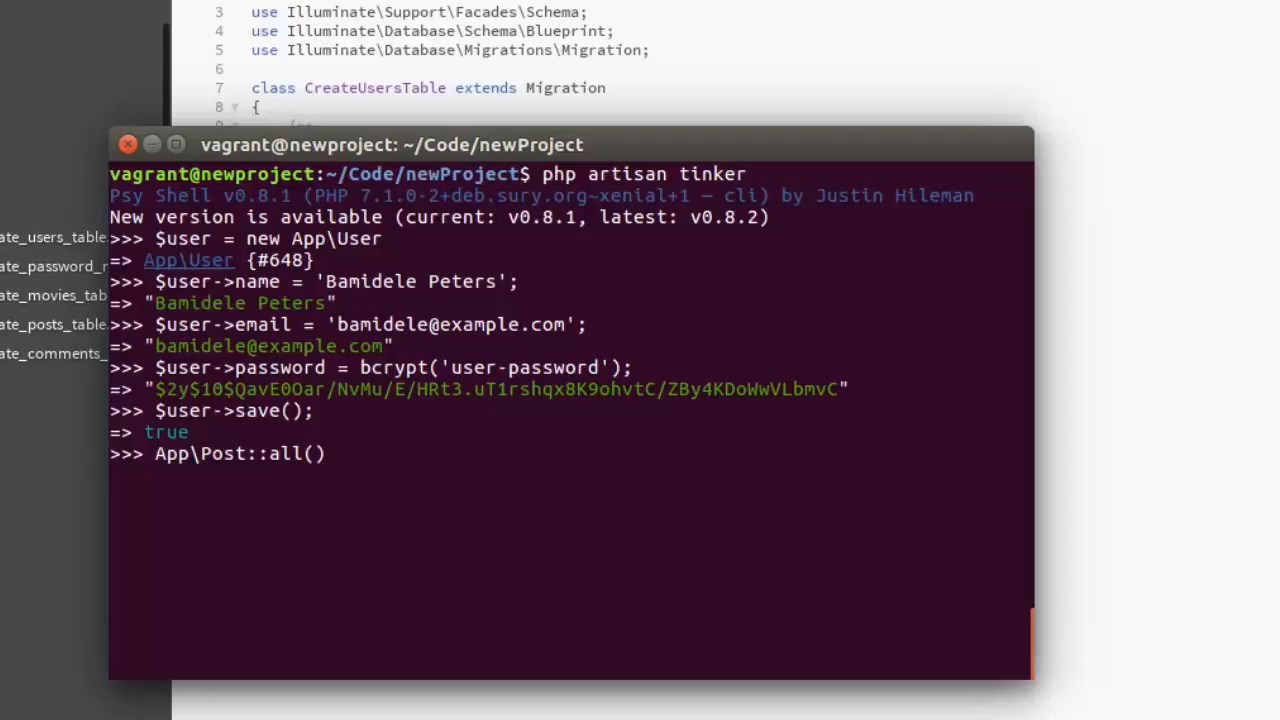 3 use Illuminate\Support\Facades\Schema;
4 use Illuminate\Database\Schema\Blueprint;
5 use Illuminate\Database\Migrations\Migration;
6
7 class CreateUsersTable extends Migration
8 {
vagrant@newproject: ~/Code/newProject
vagrant@newproject:~/Code/newProject$ php artisan tinker
Psy Shell v0.8.1 (PHP 7.1.0-2+deb.sury.org~xenial+1 — cli) by Justin Hileman
New version is available (current: v0.8.1, latest: v0.8.2)
>>> $user = new App\User
=> App\User {#648}
>>> $user->name = 'Bamidele Peters';
=> "Bamidele Peters"
>>> $user->email = 'bamidele@example.com';
=> "bamidele@example.com"
>>> $user->password = bcrypt('user-password');
=> "$2y$10$QavE0Oar/NvMu/E/HRt3.uT1rshqx8K9ohvtC/ZBy4KDoWwVLbmvC"
>>> $user->save();
=> true
>>> App\Post::all()
ate_users_table
ate_password_r
ate_movies_tab
ate_posts_table
ate_comments_